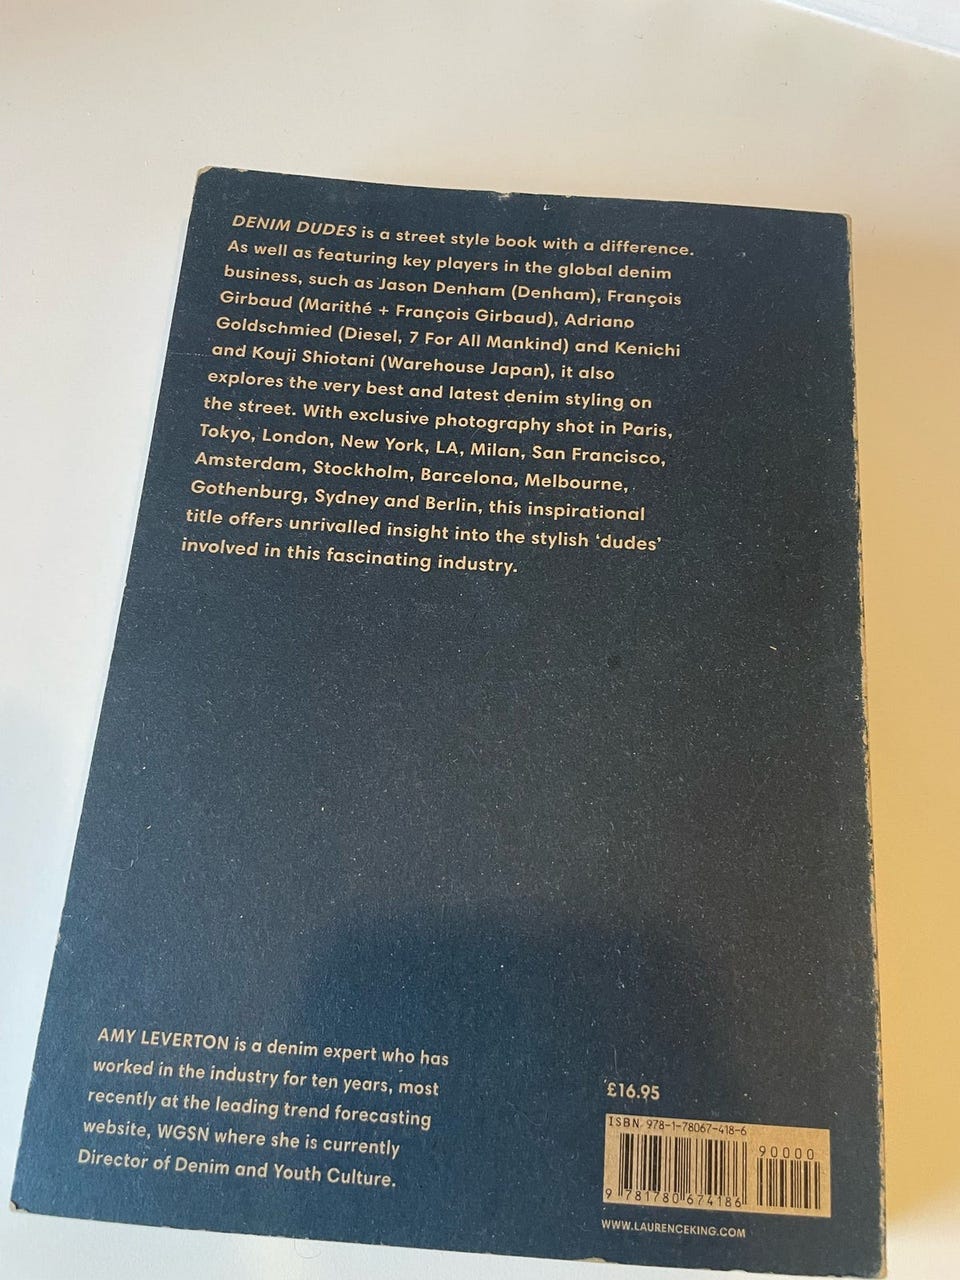 DENIM DUDES is a street style book with a difference.
As well as featuring key players in the global denim
business, such as Jason Denham (Denham), François
Girbaud (Marithé + François Girbaud), Adriano
Goldschmied (Diesel, 7 For All Mankind) and Kenichi
and Kouji Shiotani (Warehouse Japan), it also
explores the very best and latest denim styling on
the street. With exclusive photography shot in Paris,
Tokyo, London, New York, LA, Milan, San Francisco,
Amsterdam, Stockholm, Barcelona, Melbourne,
Gothenburg, Sydney and Berlin, this inspirational
title offers unrivalled insight into the stylish ‘dudes’
involved in this fascinating industry.
AMY LEVERTON is a denim expert who has
worked in the industry for ten years, most
recently at the leading trend forecasting
website, WGSN where she is currently
Director of Denim and Youth Culture.
£16.95
ISBN 978-1-78067-418-6
90000
9 781780 674186
WWW.LAURENCEKING.COM